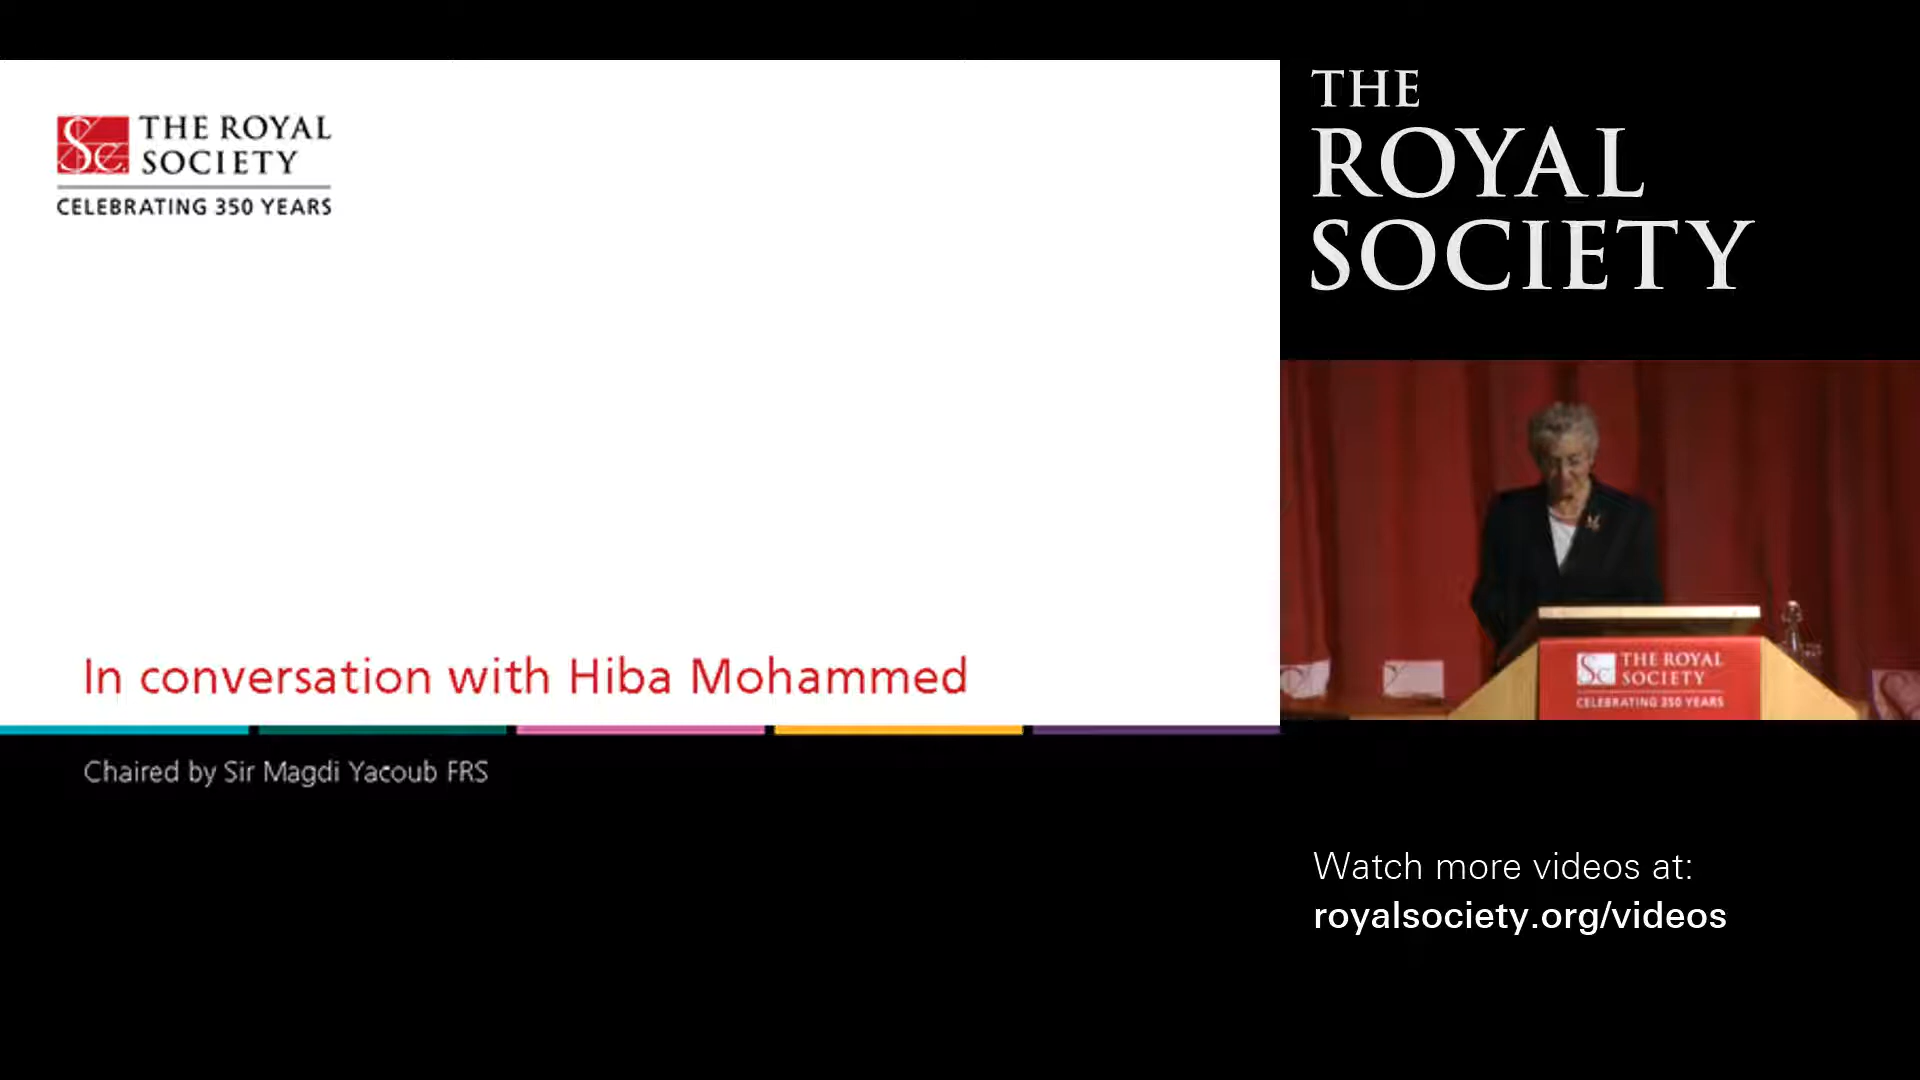 THE ROYAL
SOCIETY
CELEBRATING 350 YEARS
In conversation with Hiba Mohammed
Chaired by Sir Magdi Yacoub FRS
THE
ROYAL
SOCIETY
THE ROYAL
SOCIETY
CELEBRATING 350 YEARS
Watch more videos at:
royalsociety.org/videos